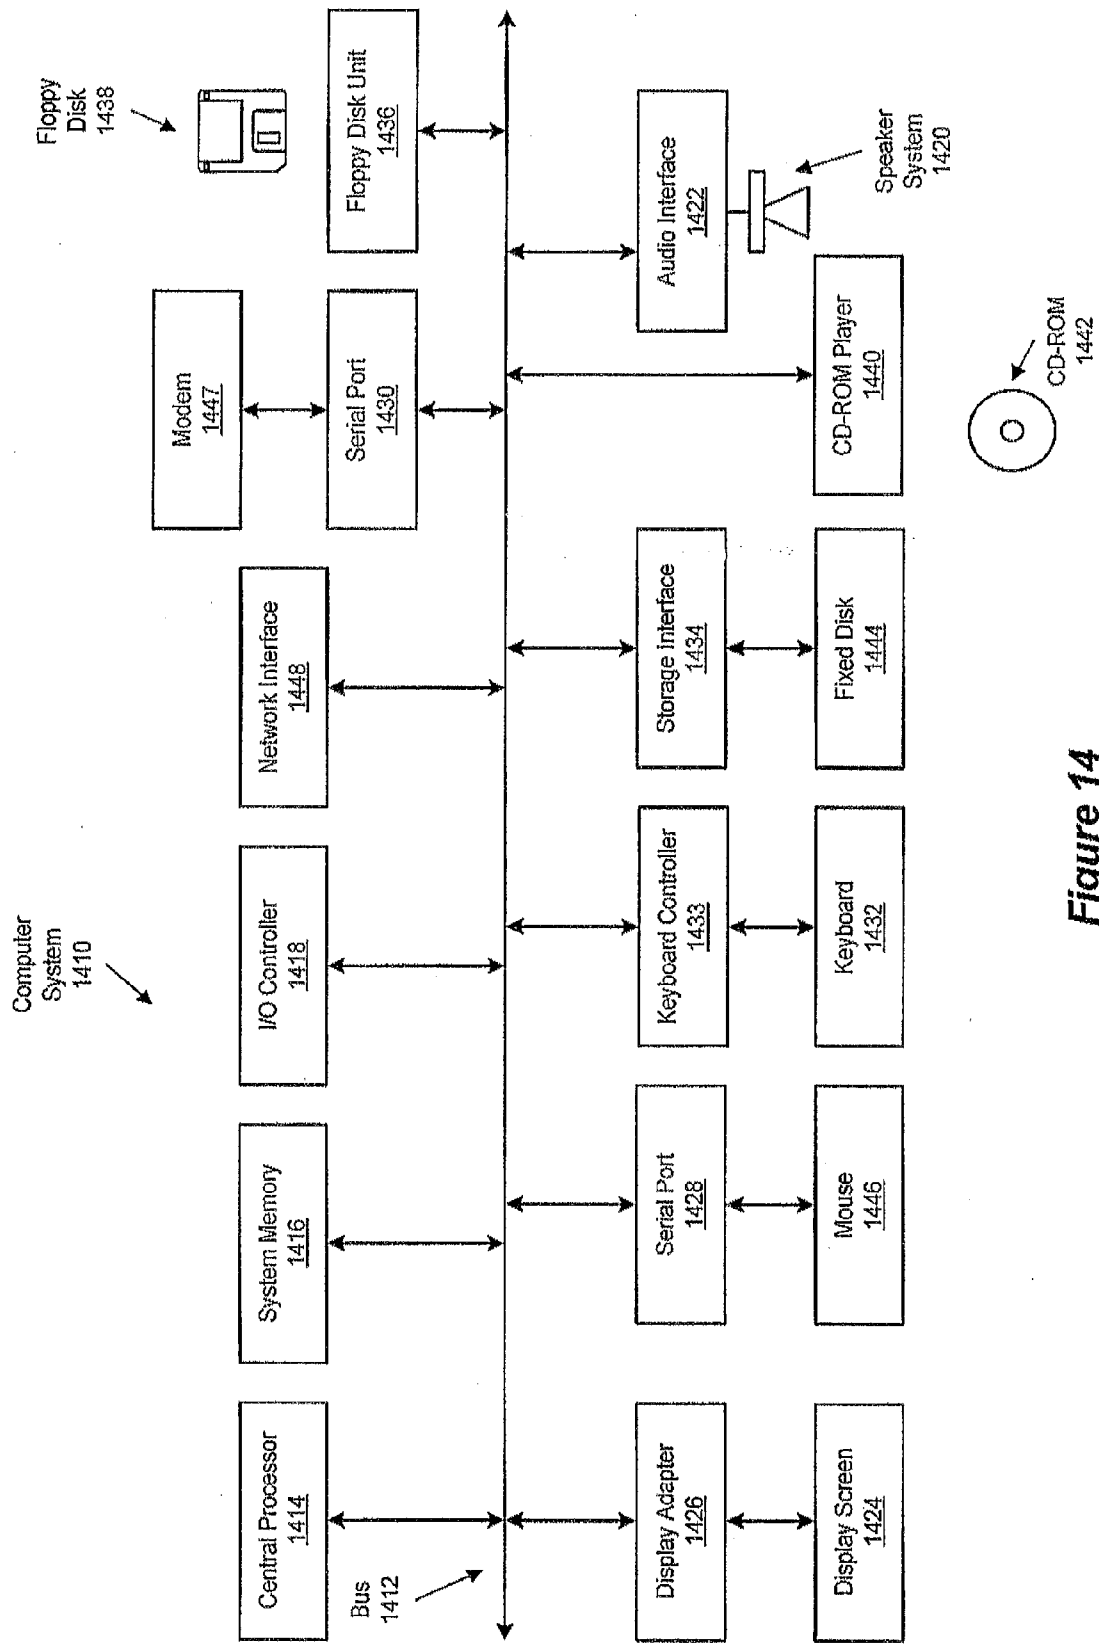 Computer
System
1410
Floppy
Disk
1438
Modem
1447
Central Processor
1414
System Memory
1416
I/O Controller
1418
Network Interface
1448
Serial Port
1430
Floppy Disk Unit
1436
Bus
1412
Display Adapter
1426
Serial Port
1428
Keyboard Controller
1433
Storage Interface
1434
Audio Interface
1422
Display Screen
1424
Mouse
1446
Keyboard
1432
Fixed Disk
1444
CD-ROM Player
1440
Speaker
System
1420
CD-ROM
1442
Figure 14